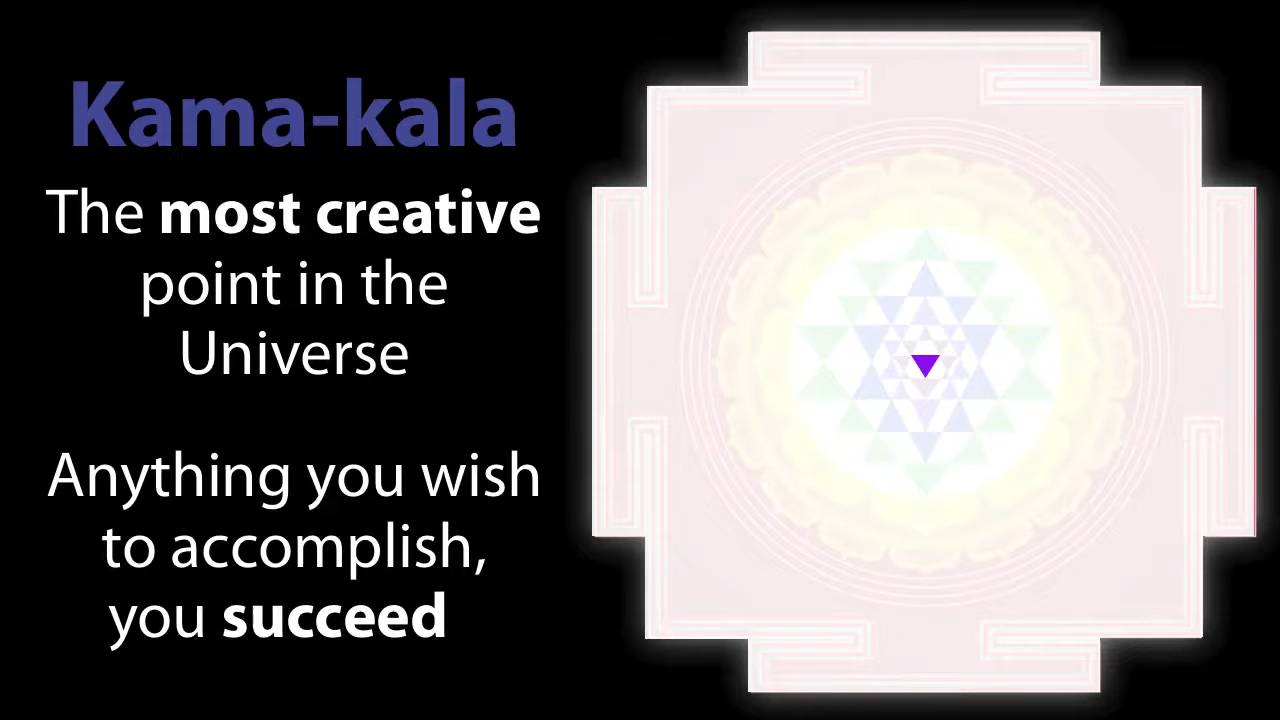 Kama-kala
The most creative
point in the
Universe
Anything you wish
to accomplish,
you succeed